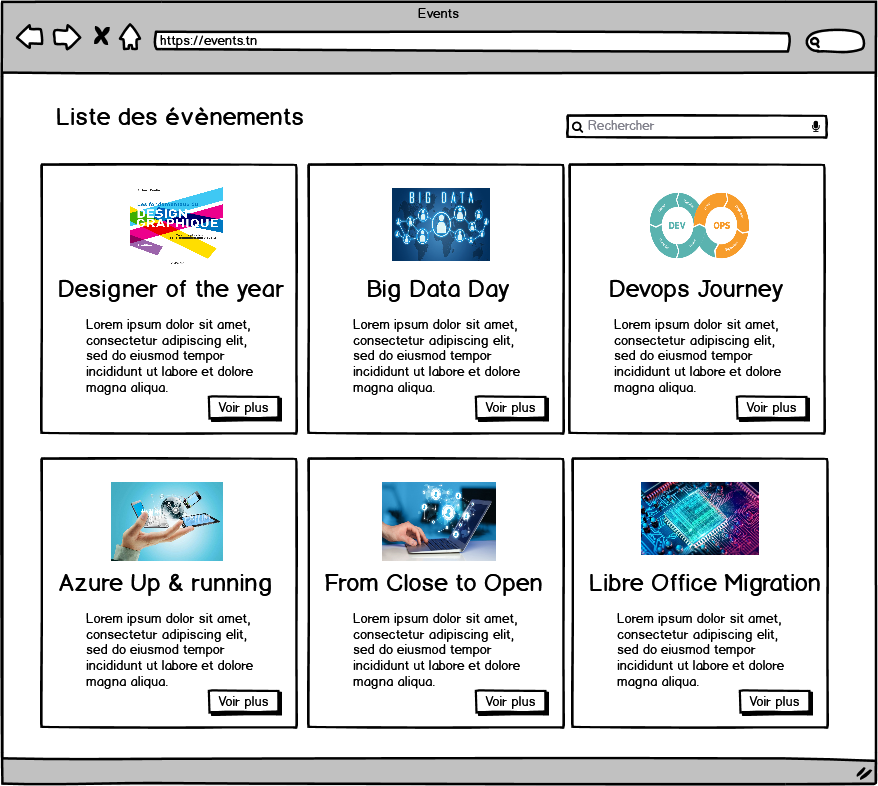 Events
https://events.tn
Liste des évènements
Rechercher
Les fondamentaux du
DESIGN
GRAPHIQUE
BIG DATA
DEV
OPS
Designer of the year
Big Data Day
Devops Journey
Lorem ipsum dolor sit amet,
consectetur adipiscing elit,
sed do eiusmod tempor
incididunt ut labore et dolore
magna aliqua.
Voir plus
Lorem ipsum dolor sit amet,
consectetur adipiscing elit,
sed do eiusmod tempor
incididunt ut labore et dolore
magna aliqua.
Voir plus
Lorem ipsum dolor sit amet,
consectetur adipiscing elit,
sed do eiusmod tempor
incididunt ut labore et dolore
magna aliqua.
Voir plus
Azure Up & running
From Close to Open
Libre Office Migration
Lorem ipsum dolor sit amet,
consectetur adipiscing elit,
sed do eiusmod tempor
incididunt ut labore et dolore
magna aliqua.
Voir plus
Lorem ipsum dolor sit amet,
consectetur adipiscing elit,
sed do eiusmod tempor
incididunt ut labore et dolore
magna aliqua.
Voir plus
Lorem ipsum dolor sit amet,
consectetur adipiscing elit,
sed do eiusmod tempor
incididunt ut labore et dolore
magna aliqua.
Voir plus